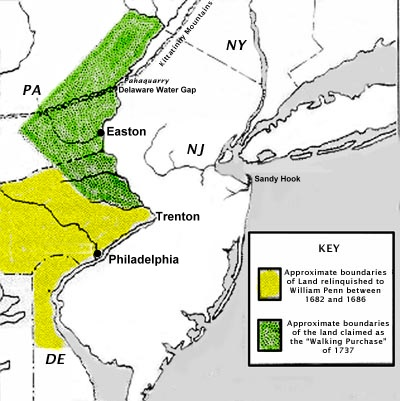 NY
Kittatinny Mountains
PA
Pahaquarry
Delaware Water Gap
Easton
NJ
Sandy Hook
Trenton
Philadelphia
DE
KEY
Approximate boundaries
of Land relinquished to
William Penn between
1682 and 1686
Approximate boundaries
of the land claimed as
the "Walking Purchase"
of 1737